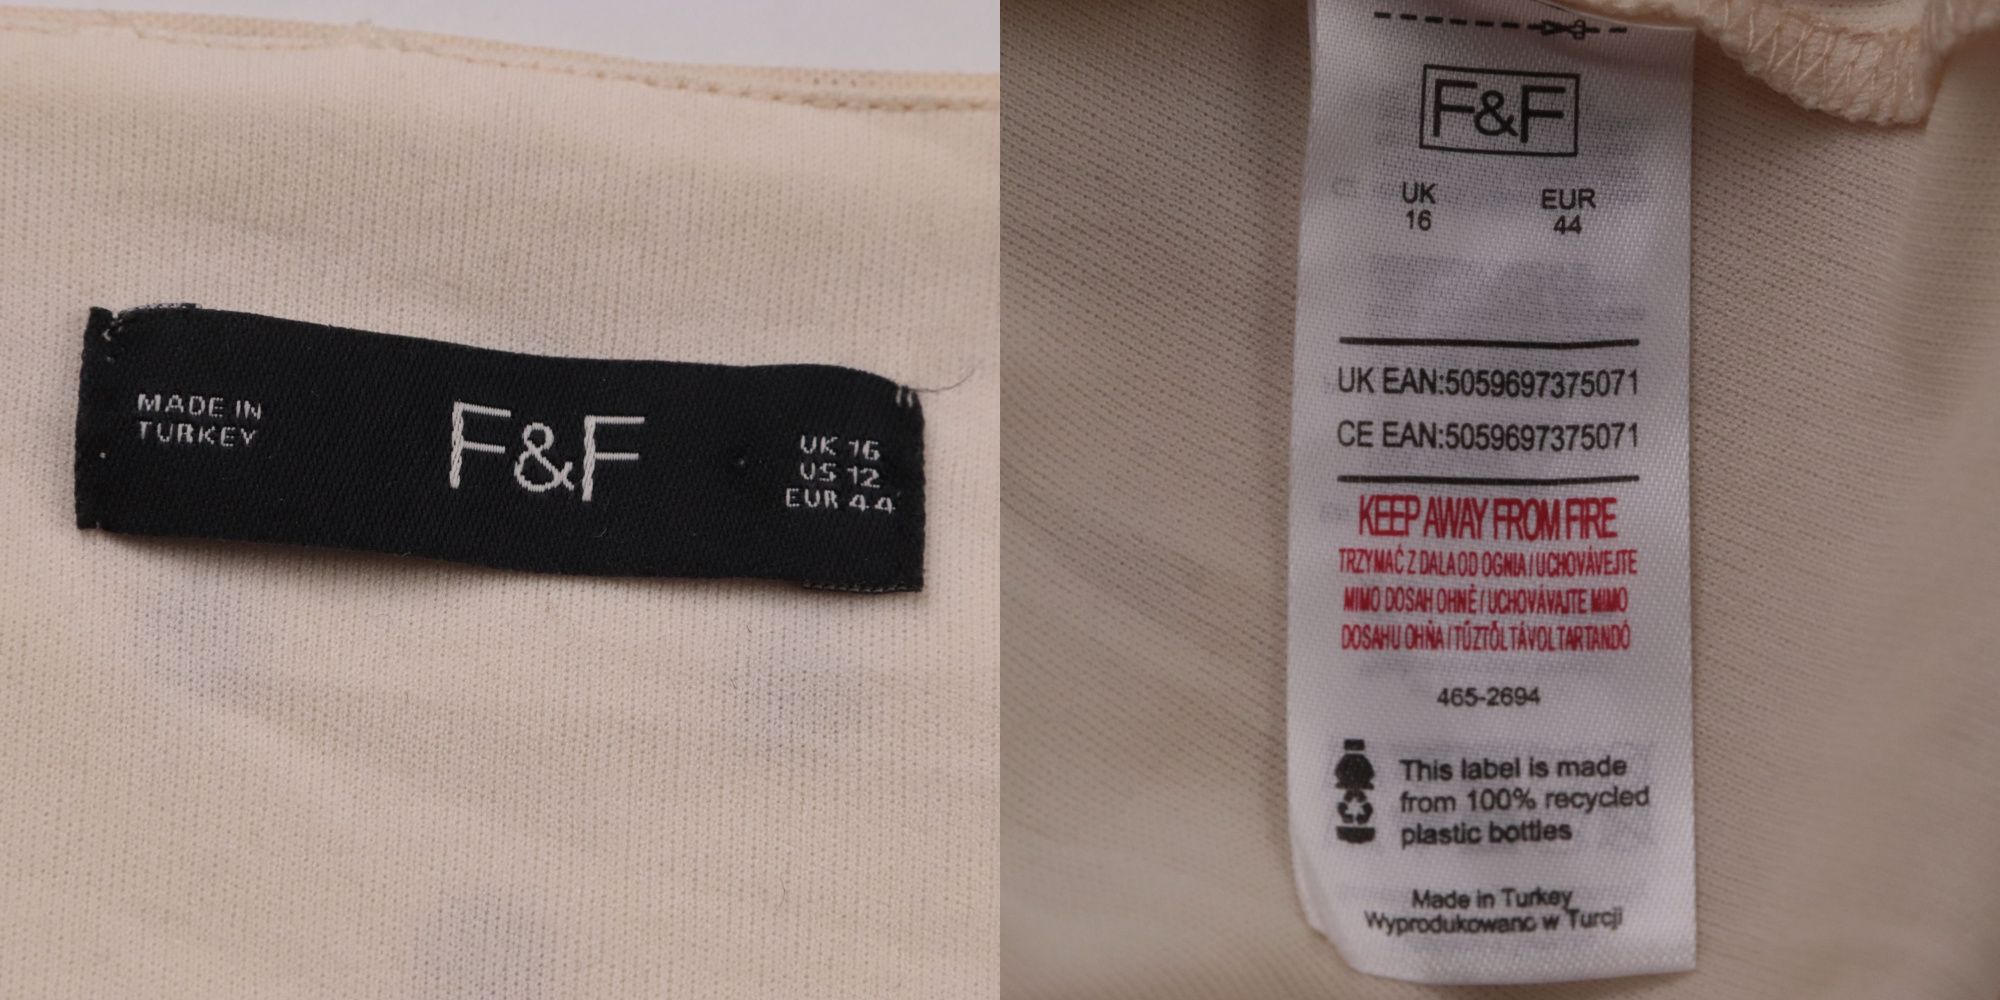 MADE IN
TURKEY
F&F
UK 16
US 12
EUR 44
F&F
UK
16
EUR
44
UK EAN:5059697375071
CE EAN:5059697375071
KEEP AWAY FROM FIRE
TRZYMAĆ Z DALA OD OGNIA / UCHOVÁVEJTE
MIMO DOSAH OHNĚ / UCHOVÁVAJTE MIMO
DOSAHU OHŇA / TŰZTŐL TÁVOL TARTANDÓ
465-2694
This label is made
from 100% recycled
plastic bottles
Made in Turkey
Wyprodukowano w Turcji